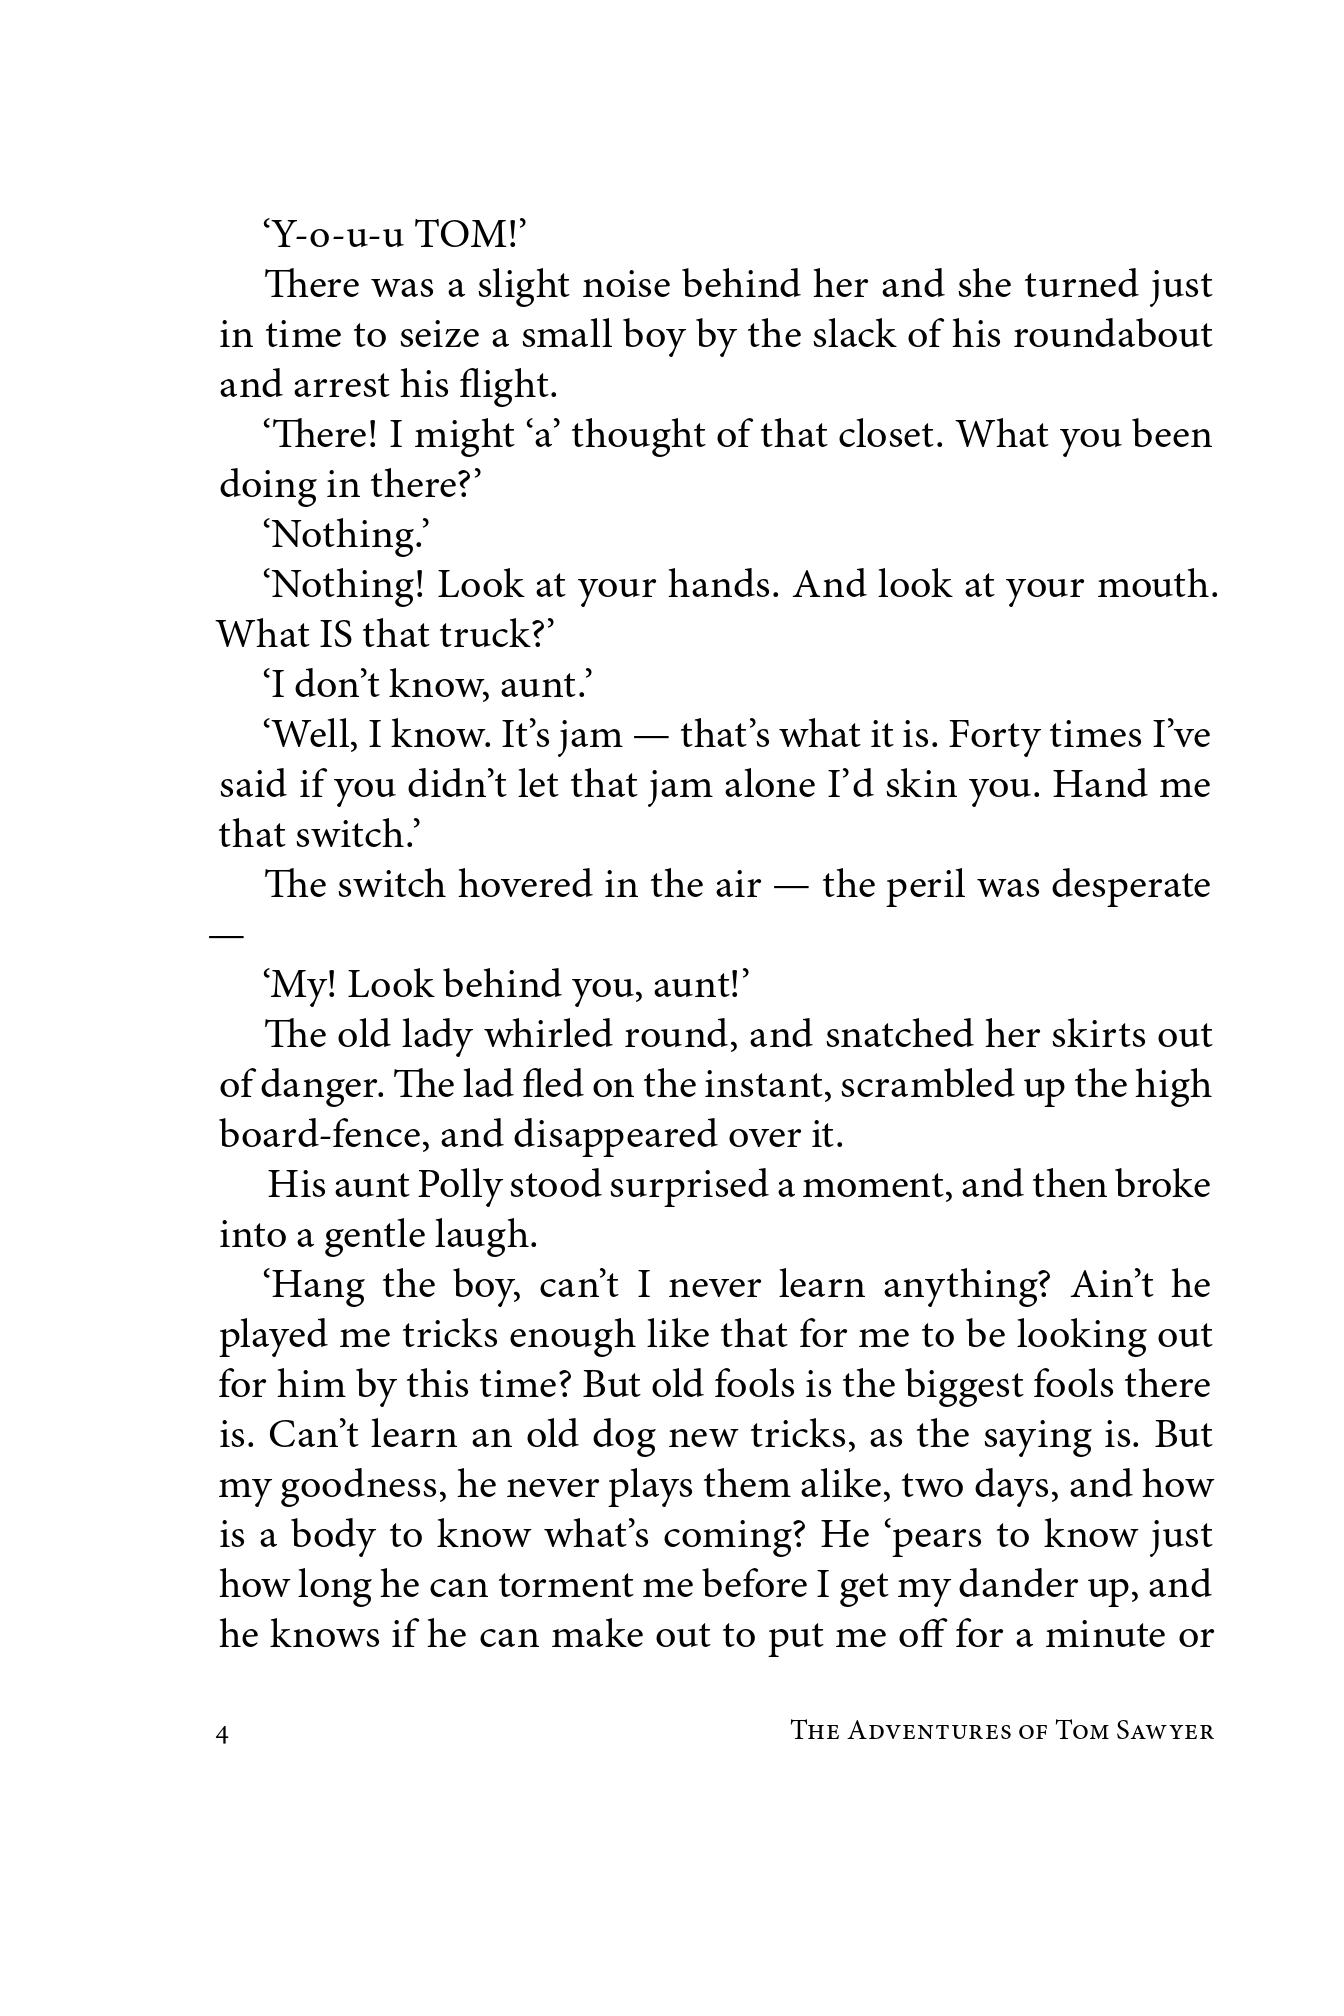 ‘Y-o-u-u TOM!’
There was a slight noise behind her and she turned just
in time to seize a small boy by the slack of his roundabout
and arrest his flight.
‘There! I might ‘a’ thought of that closet. What you been
doing in there?’
‘Nothing.’
‘Nothing! Look at your hands. And look at your mouth.
What IS that truck?’
‘I don’t know, aunt.’
‘Well, I know. It’s jam — that’s what it is. Forty times I’ve
said if you didn’t let that jam alone I’d skin you. Hand me
that switch.’
The switch hovered in the air — the peril was desperate
—
‘My! Look behind you, aunt!’
The old lady whirled round, and snatched her skirts out
of danger. The lad fled on the instant, scrambled up the high
board-fence, and disappeared over it.
His aunt Polly stood surprised a moment, and then broke
into a gentle laugh.
‘Hang the boy, can’t I never learn anything? Ain’t he
played me tricks enough like that for me to be looking out
for him by this time? But old fools is the biggest fools there
is. Can’t learn an old dog new tricks, as the saying is. But
my goodness, he never plays them alike, two days, and how
is a body to know what’s coming? He ‘pears to know just
how long he can torment me before I get my dander up, and
he knows if he can make out to put me off for a minute or
4 The Adventures of Tom Sawyer